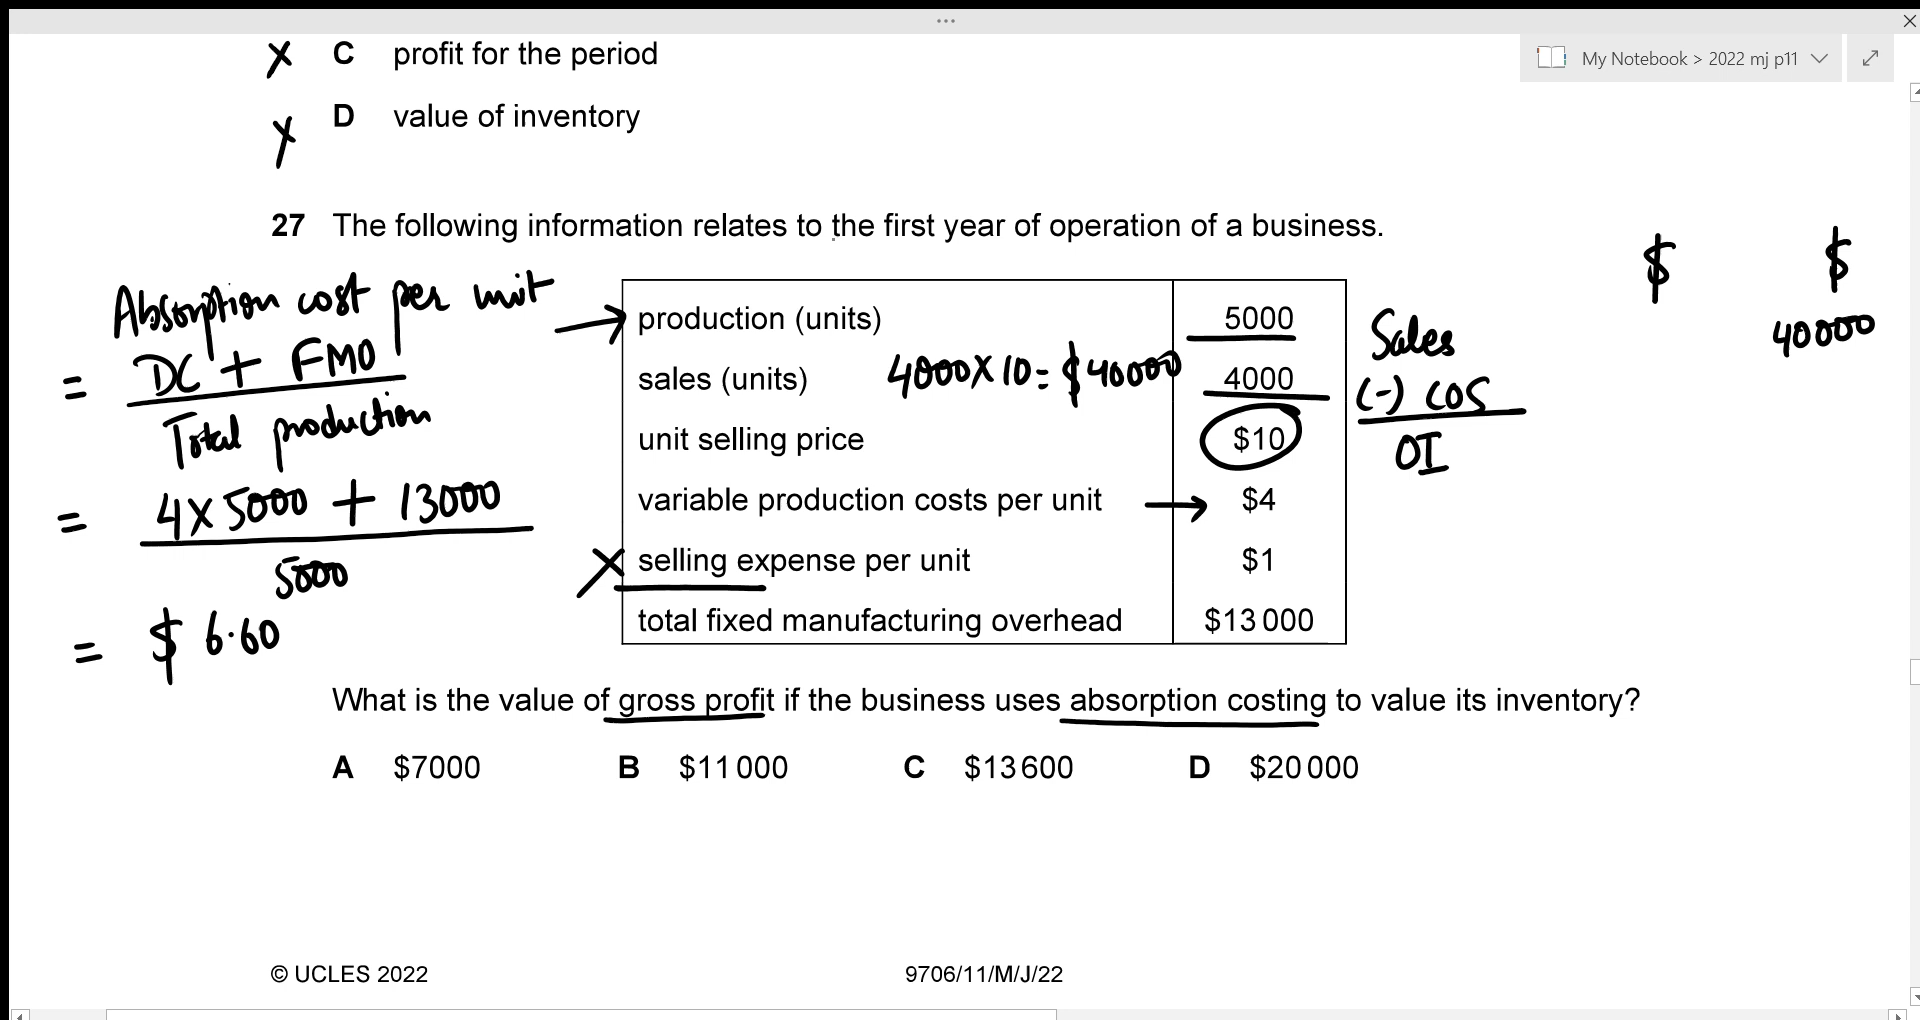 My Notebook > 2022 mj p11
X C profit for the period
X D value of inventory
27 The following information relates to the first year of operation of a business.
$ $
Absorption cost per unit
= DC + FMO
Total production
= 4 x 5000 + 13000
5000
= $ 6.60
production (units) 5000
sales (units) 4000 x 10 = $ 40000 4000
unit selling price $10
variable production costs per unit $4
X selling expense per unit $1
total fixed manufacturing overhead $13 000
Sales 40000
(-) COS
OI
What is the value of gross profit if the business uses absorption costing to value its inventory?
A $7000 B $11 000 C $13 600 D $20 000
© UCLES 2022 9706/11/M/J/22